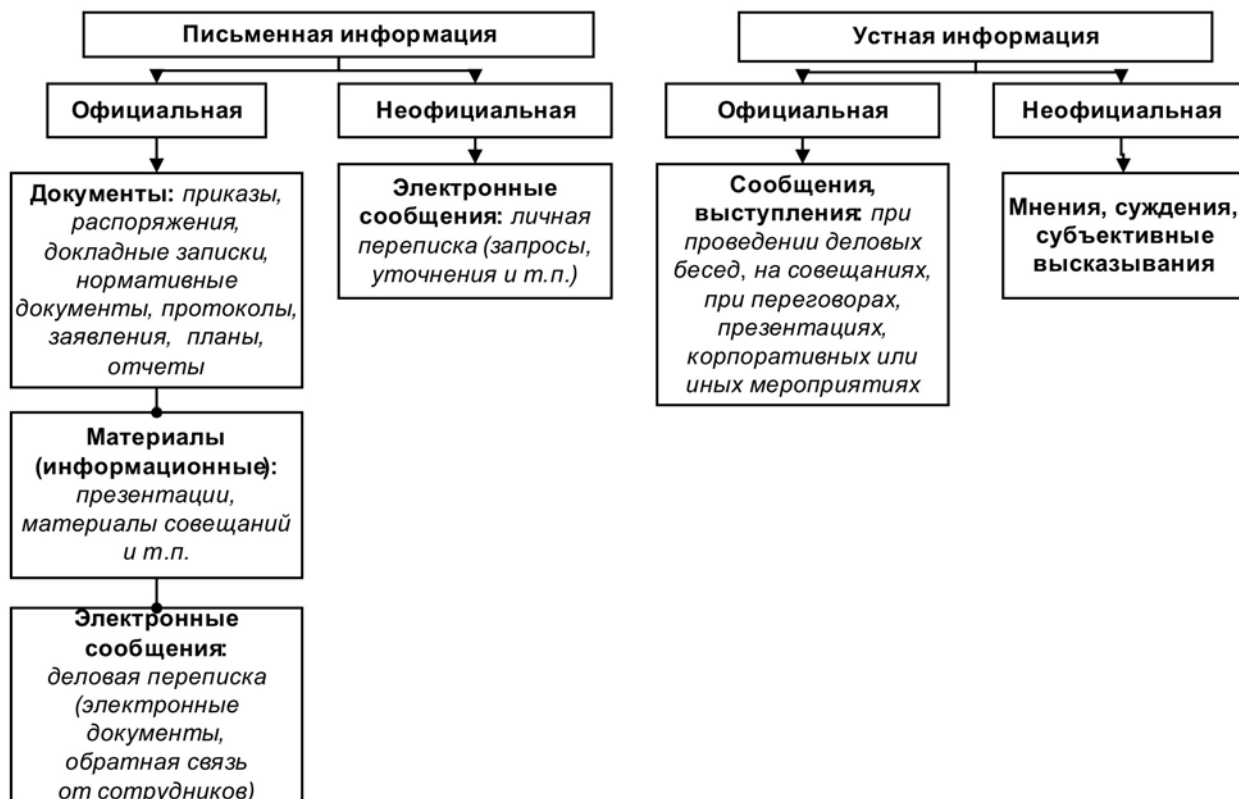 Письменная информация
Официальная
Неофициальная
Документы: приказы,
распоряжения,
докладные записки,
нормативные
документы, протоколы,
заявления, планы,
отчеты
Материалы
(информационные):
презентации,
материалы совещаний
и т.п.
Электронные
сообщения:
деловая переписка
(электронные
документы,
обратная связь
от сотрудников)
Электронные
сообщения: личная
переписка (запросы,
уточнения и т.п.)
Устная информация
Официальная
Неофициальная
Сообщения,
выступления: при
проведении деловых
бесед, на совещаниях,
при переговорах,
презентациях,
корпоративных или
иных мероприятиях
Мнения, суждения,
субъективные
высказывания